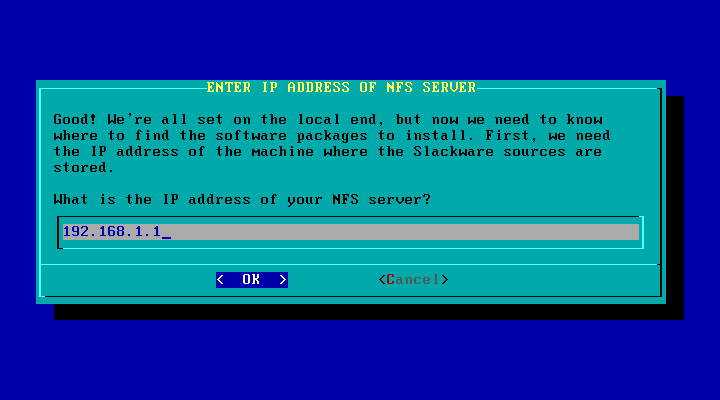 ENTER IP ADDRESS OF NFS SERVER
Good! We're all set on the local end, but now we need to know
where to find the software packages to install. First, we need
the IP address of the machine where the Slackware sources are
stored.
What is the IP address of your NFS server?
192.168.1.1_
<  OK  > <Cancel>